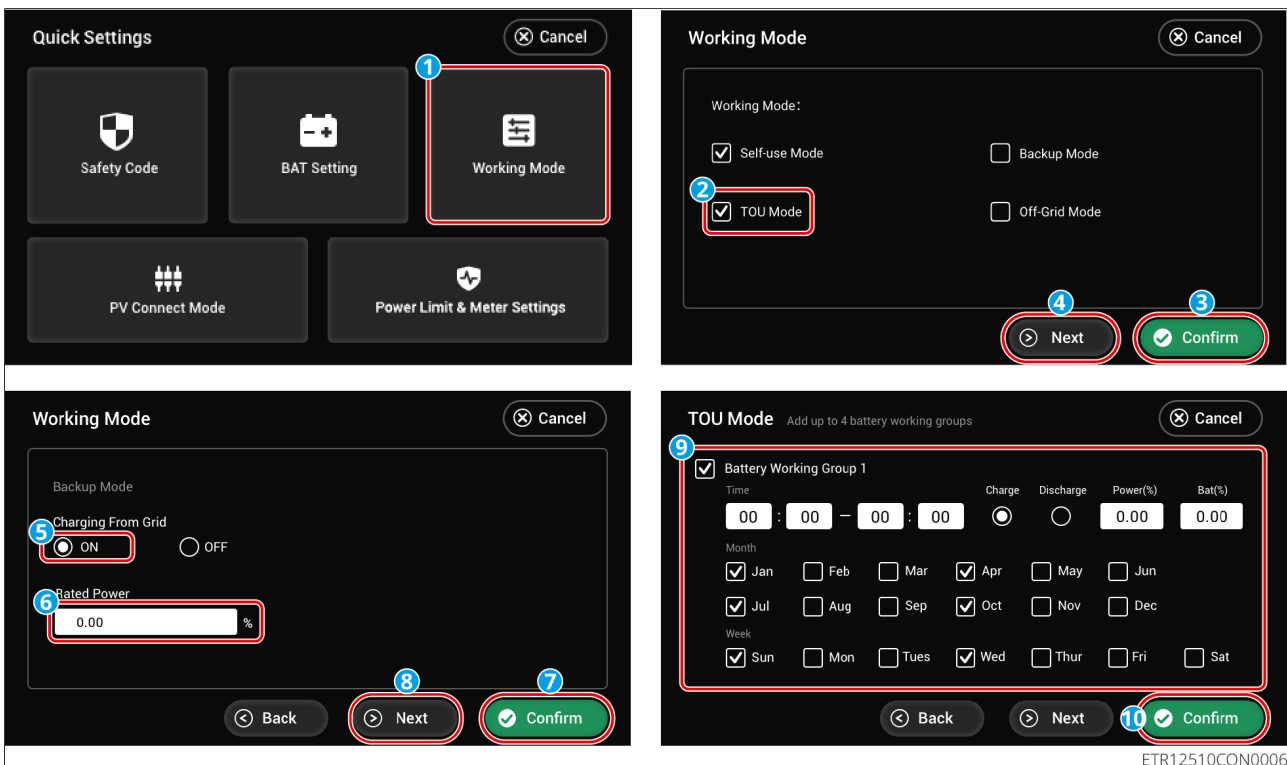 Quick Settings
Cancel
1
Safety Code
BAT Setting
Working Mode
PV Connect Mode
Power Limit & Meter Settings
Working Mode
Cancel
Working Mode:
Self-use Mode
Backup Mode
2
TOU Mode
Off-Grid Mode
4
3
Next
Confirm
Working Mode
Cancel
Backup Mode
Charging From Grid
5
ON
OFF
Rated Power
6
0.00
%
8
7
Back
Next
Confirm
TOU Mode Add up to 4 battery working groups
Cancel
9
Battery Working Group 1
Time Charge Discharge Power(%) Bat(%)
00 : 00 – 00 : 00 0.00 0.00
Month
Jan Feb Mar Apr May Jun
Jul Aug Sep Oct Nov Dec
Week
Sun Mon Tues Wed Thur Fri Sat
Back
Next
10
Confirm
ETR12510CON0006